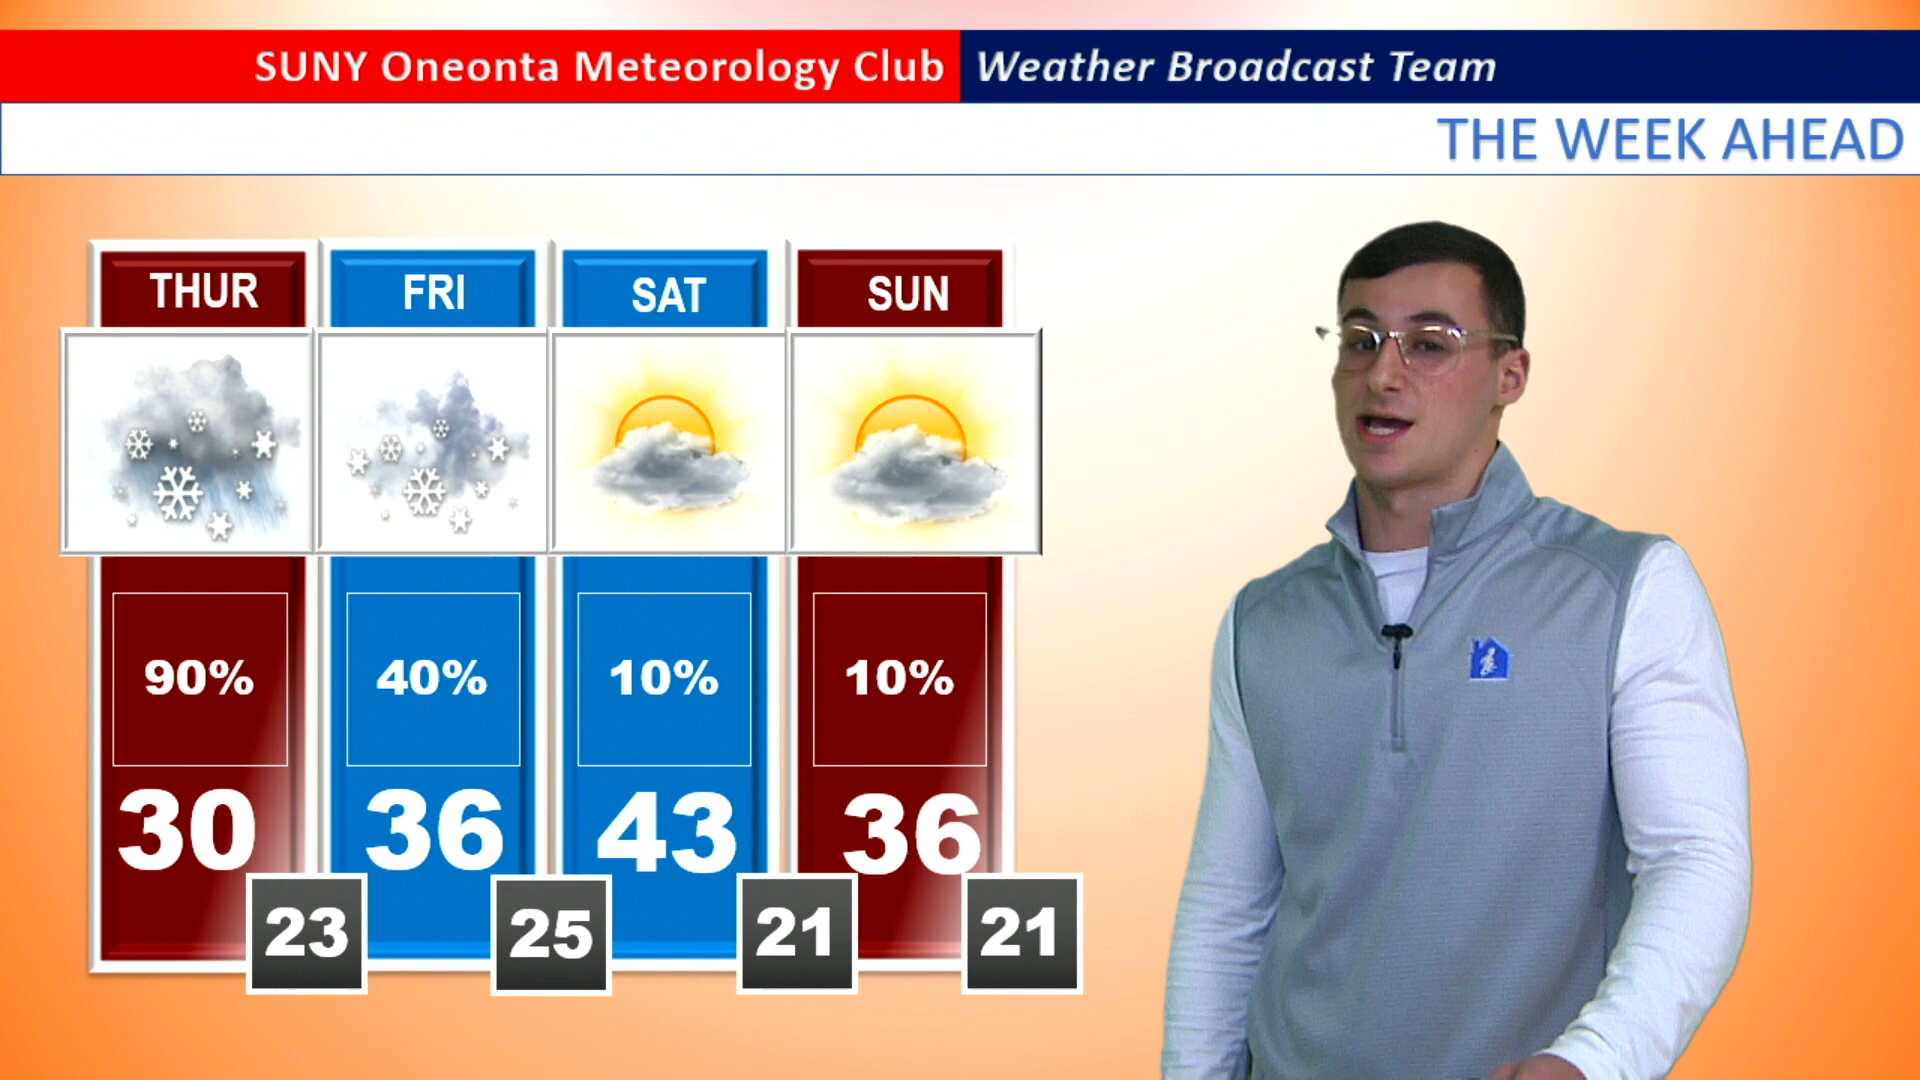 SUNY Oneonta Meteorology Club Weather Broadcast Team
THE WEEK AHEAD
THUR FRI SAT SUN
90% 40% 10% 10%
30 36 43 36
23 25 21 21